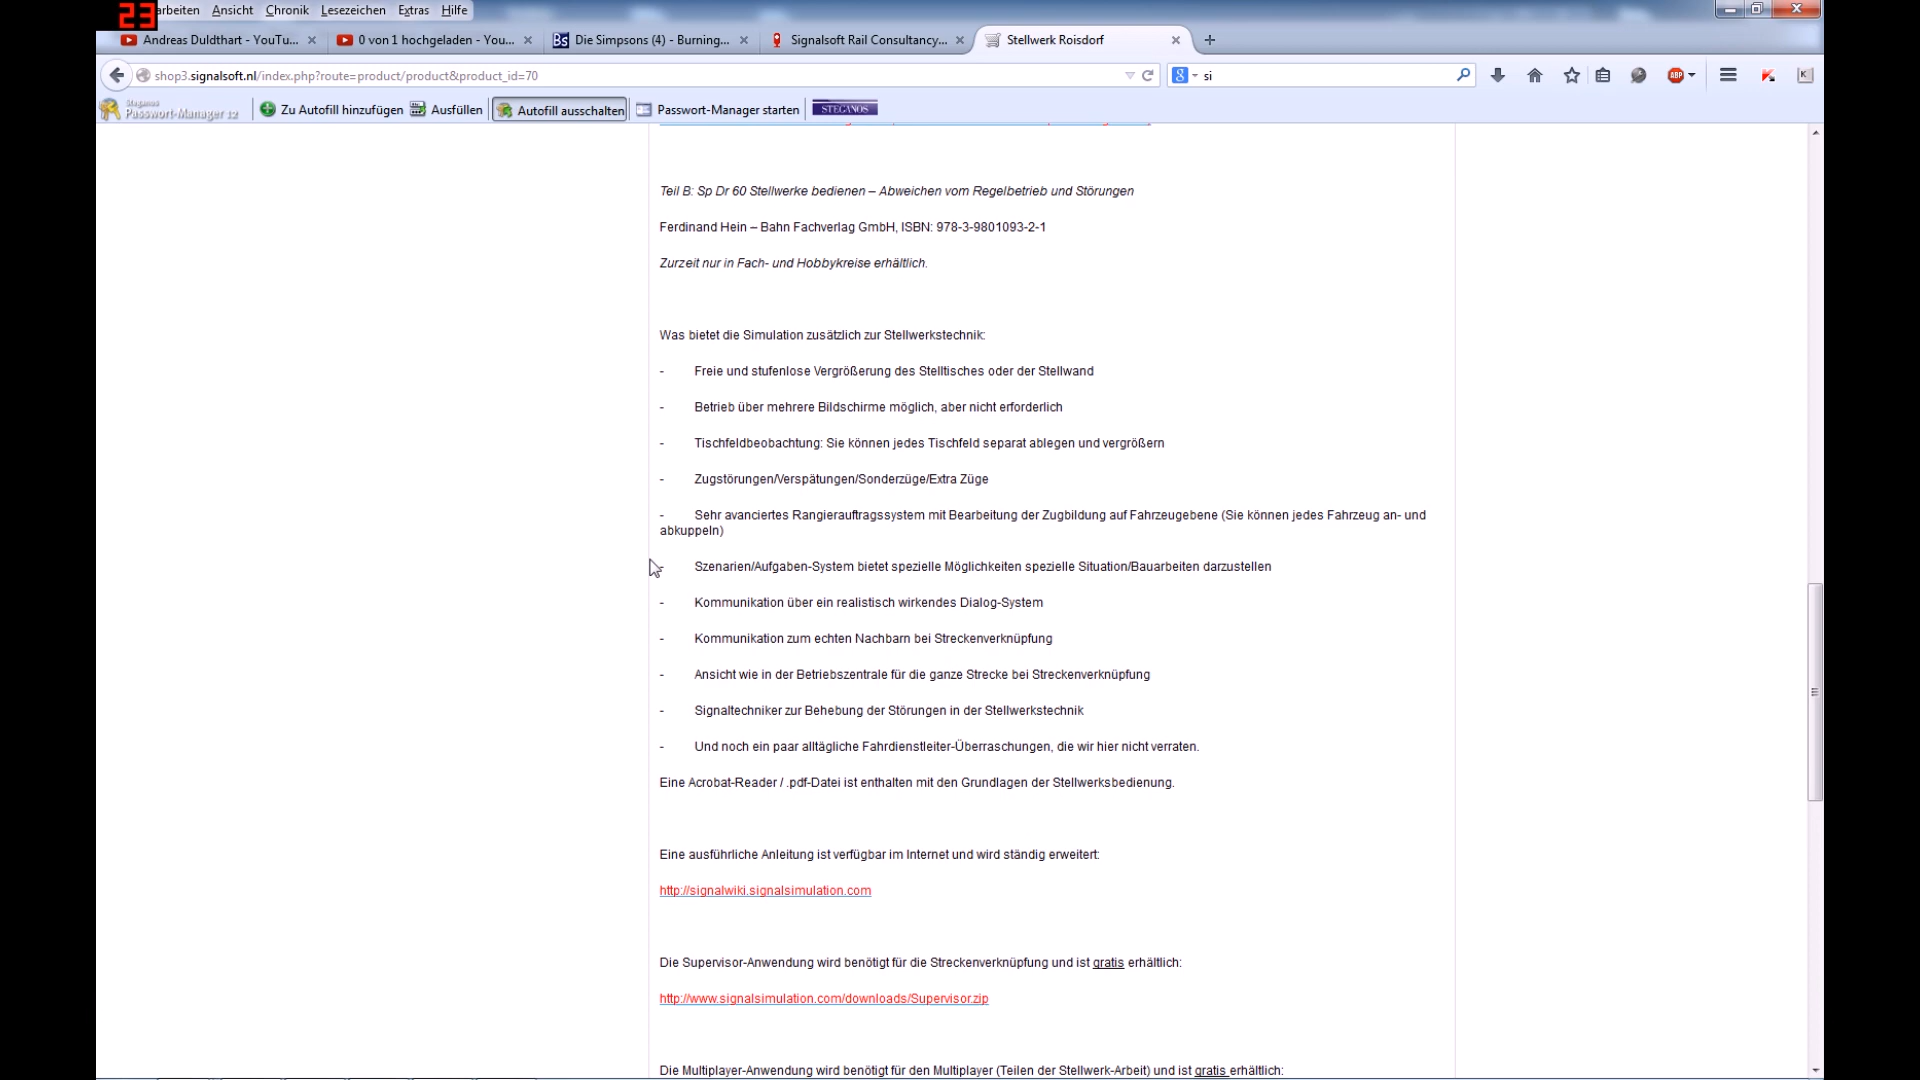 23
arbeiten Ansicht Chronik Lesezeichen Extras Hilfe
Andreas Duldthart - YouTu... 0 von 1 hochgeladen - You... Bs Die Simpsons (4) - Burning... Signalsoft Rail Consultancy... Stellwerk Roisdorf
shop3.signalsoft.nl/index.php?route=product/product&product_id=70 8 si ABP K
Steganos Passwort-Manager 12 Zu Autofill hinzufügen Ausfüllen Autofill ausschalten Passwort-Manager starten STEGANOS
Teil B: Sp Dr 60 Stellwerke bedienen – Abweichen vom Regelbetrieb und Störungen
Ferdinand Hein – Bahn Fachverlag GmbH, ISBN: 978-3-9801093-2-1
Zurzeit nur in Fach- und Hobbykreise erhältlich.
Was bietet die Simulation zusätzlich zur Stellwerkstechnik:
- Freie und stufenlose Vergrößerung des Stelltisches oder der Stellwand
- Betrieb über mehrere Bildschirme möglich, aber nicht erforderlich
- Tischfeldbeobachtung: Sie können jedes Tischfeld separat ablegen und vergrößern
- Zugstörungen/Verspätungen/Sonderzüge/Extra Züge
- Sehr avanciertes Rangierauftragssystem mit Bearbeitung der Zugbildung auf Fahrzeugebene (Sie können jedes Fahrzeug an- und
abkuppeln)
- Szenarien/Aufgaben-System bietet spezielle Möglichkeiten spezielle Situation/Bauarbeiten darzustellen
- Kommunikation über ein realistisch wirkendes Dialog-System
- Kommunikation zum echten Nachbarn bei Streckenverknüpfung
- Ansicht wie in der Betriebszentrale für die ganze Strecke bei Streckenverknüpfung
- Signaltechniker zur Behebung der Störungen in der Stellwerkstechnik
- Und noch ein paar alltägliche Fahrdienstleiter-Überraschungen, die wir hier nicht verraten.
Eine Acrobat-Reader / .pdf-Datei ist enthalten mit den Grundlagen der Stellwerksbedienung.
Eine ausführliche Anleitung ist verfügbar im Internet und wird ständig erweitert:
http://signalwiki.signalsimulation.com
Die Supervisor-Anwendung wird benötigt für die Streckenverknüpfung und ist gratis erhältlich:
http://www.signalsimulation.com/downloads/Supervisor.zip
Die Multiplayer-Anwendung wird benötigt für den Multiplayer (Teilen der Stellwerk-Arbeit) und ist gratis erhältlich: